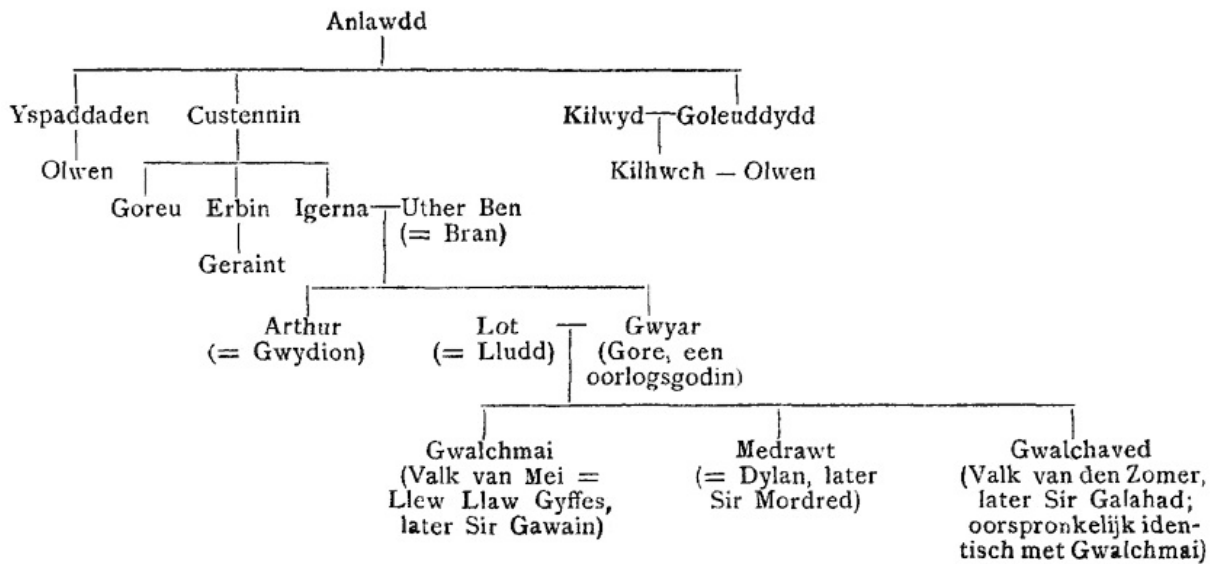 Anlawdd
Yspaddaden Custennin Kilwyd Goleuddydd
Olwen Kilhwch — Olwen
Goreu Erbin Igerna Uther Ben
(= Bran)
Geraint
Arthur Lot Gwyar
(= Gwydion) (= Lludd) (Gore, een
oorlogsgodin)
Gwalchmai Medrawt Gwalchaved
(Valk van Mei = (= Dylan, later (Valk van den Zomer,
Llew Llaw Gyffes, Sir Mordred) later Sir Galahad;
later Sir Gawain) oorspronkelijk iden-
tisch met Gwalchmai)